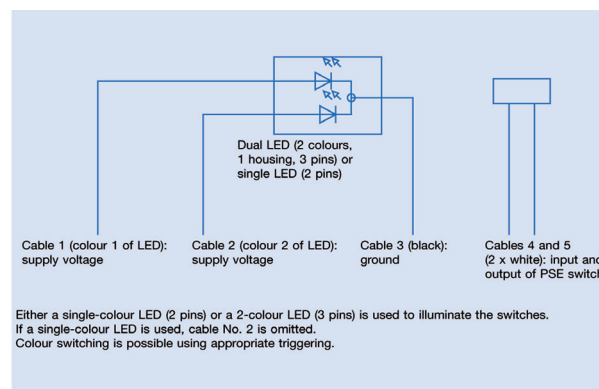 Dual LED (2 colours,
1 housing, 3 pins) or
single LED (2 pins)
Cable 1 (colour 1 of LED):
supply voltage
Cable 2 (colour 2 of LED):
supply voltage
Cable 3 (black):
ground
Cables 4 and 5
(2 x white): input and
output of PSE switch
Either a single-colour LED (2 pins) or a 2-colour LED (3 pins) is used to illuminate the switches.
If a single-colour LED is used, cable No. 2 is omitted.
Colour switching is possible using appropriate triggering.